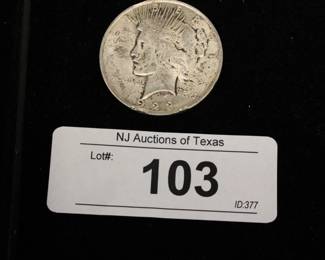 NJ Auctions of Texas
Lot#:
103
ID:377